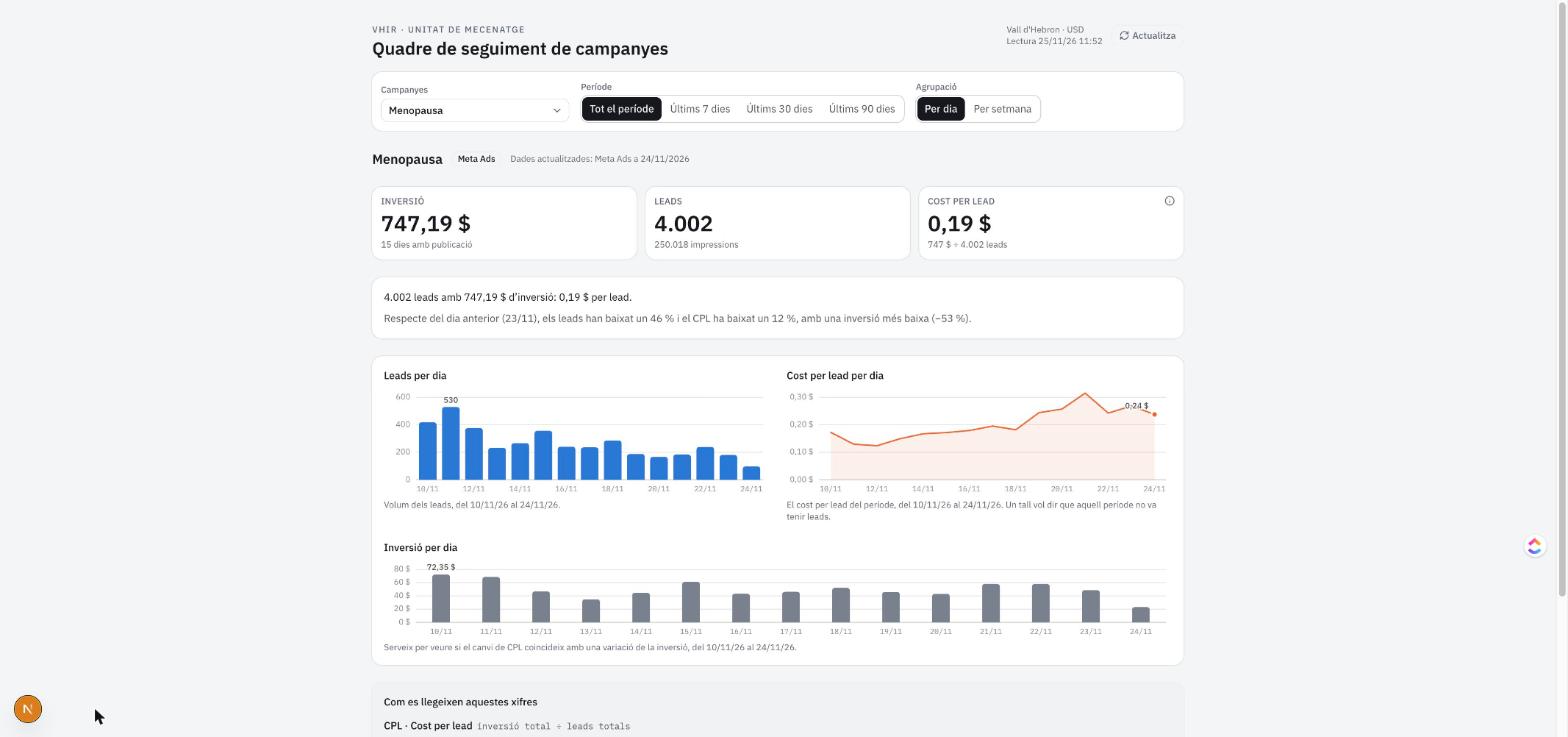 VHIR · UNITAT DE MECENATGE
Quadre de seguiment de campanyes
Vall d'Hebron · USD
Lectura 25/11/26 11:52
Actualitza
Campanyes
Menopausa
Període
Tot el període Últims 7 dies Últims 30 dies Últims 90 dies
Agrupació
Per dia Per setmana
Menopausa Meta Ads Dades actualitzades: Meta Ads a 24/11/2026
INVERSIÓ
747,19 $
15 dies amb publicació
LEADS
4.002
250.018 impressions
COST PER LEAD
0,19 $
747 $ ÷ 4.002 leads
4.002 leads amb 747,19 $ d'inversió: 0,19 $ per lead.
Respecte del dia anterior (23/11), els leads han baixat un 46 % i el CPL ha baixat un 12 %, amb una inversió més baixa (−53 %).
Leads per dia
600
530
400
200
0
10/11 12/11 14/11 16/11 18/11 20/11 22/11 24/11
Volum dels leads, del 10/11/26 al 24/11/26.
Cost per lead per dia
0,30 $
0,24 $
0,20 $
0,10 $
0,00 $
10/11 12/11 14/11 16/11 18/11 20/11 22/11 24/11
El cost per lead del període, del 10/11/26 al 24/11/26. Un tall vol dir que aquell període no va
tenir leads.
Inversió per dia
72,35 $
80 $
60 $
40 $
20 $
0 $
10/11 11/11 12/11 13/11 14/11 15/11 16/11 17/11 18/11 19/11 20/11 21/11 22/11 23/11 24/11
Serveix per veure si el canvi de CPL coincideix amb una variació de la inversió, del 10/11/26 al 24/11/26.
Com es llegeixen aquestes xifres
CPL · Cost per lead inversió total ÷ leads totals
N